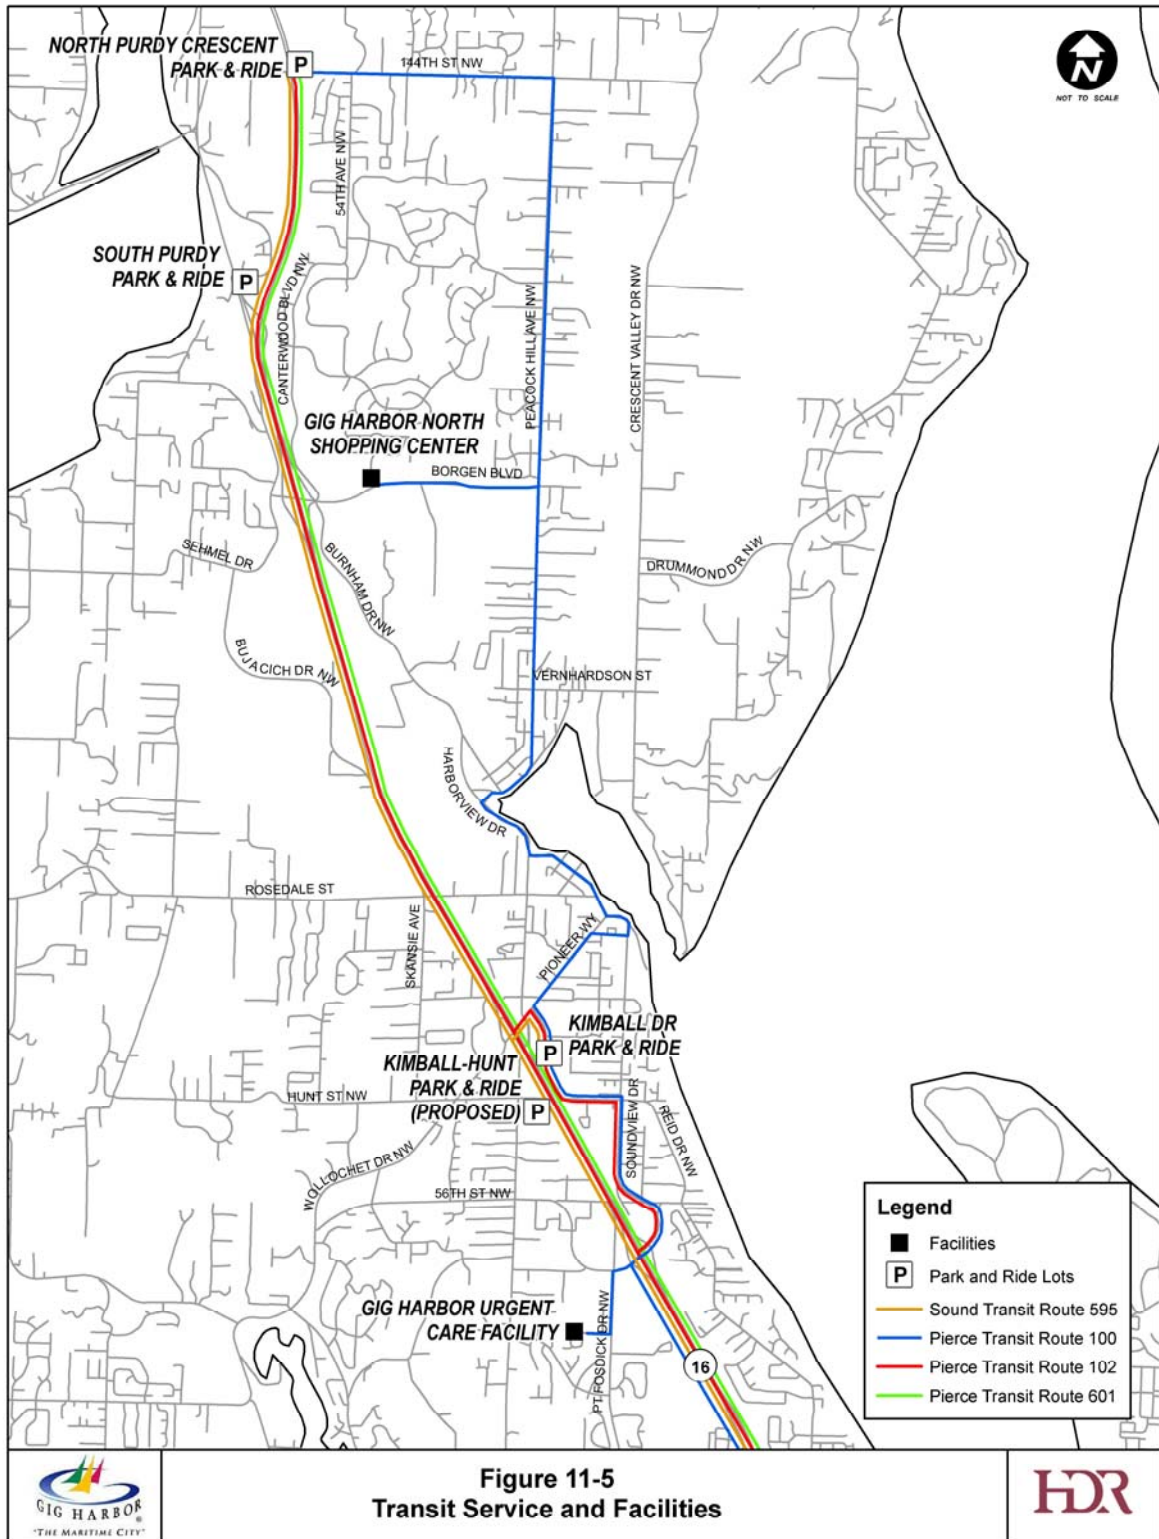 NORTH PURDY CRESCENT
PARK & RIDE
P
144TH ST NW
N
NOT TO SCALE
54TH AVE NW
SOUTH PURDY
PARK & RIDE
P
CANTERWOOD BLVD NW
PEACOCK HILL AVE NW
CRESCENT VALLEY DR NW
GIG HARBOR NORTH
SHOPPING CENTER
BORGEN BLVD
SEHMEL DR
BURNHAM DR NW
DRUMMOND DR NW
BUJACICH DR NW
VERNHARDSON ST
HARBORVIEW DR
ROSEDALE ST
SKANSIE AVE
PIONEER WY
KIMBALL DR
PARK & RIDE
P
KIMBALL-HUNT
PARK & RIDE
(PROPOSED)
P
HUNT ST NW
SOUNDVIEW DR
REID DR NW
WOLLOCHET DR NW
56TH ST NW
GIG HARBOR URGENT
CARE FACILITY
PT FOSDICK DR NW
16
Legend
Facilities
P Park and Ride Lots
Sound Transit Route 595
Pierce Transit Route 100
Pierce Transit Route 102
Pierce Transit Route 601
GIG HARBOR®
"THE MARITIME CITY"
Figure 11-5
Transit Service and Facilities
HDR